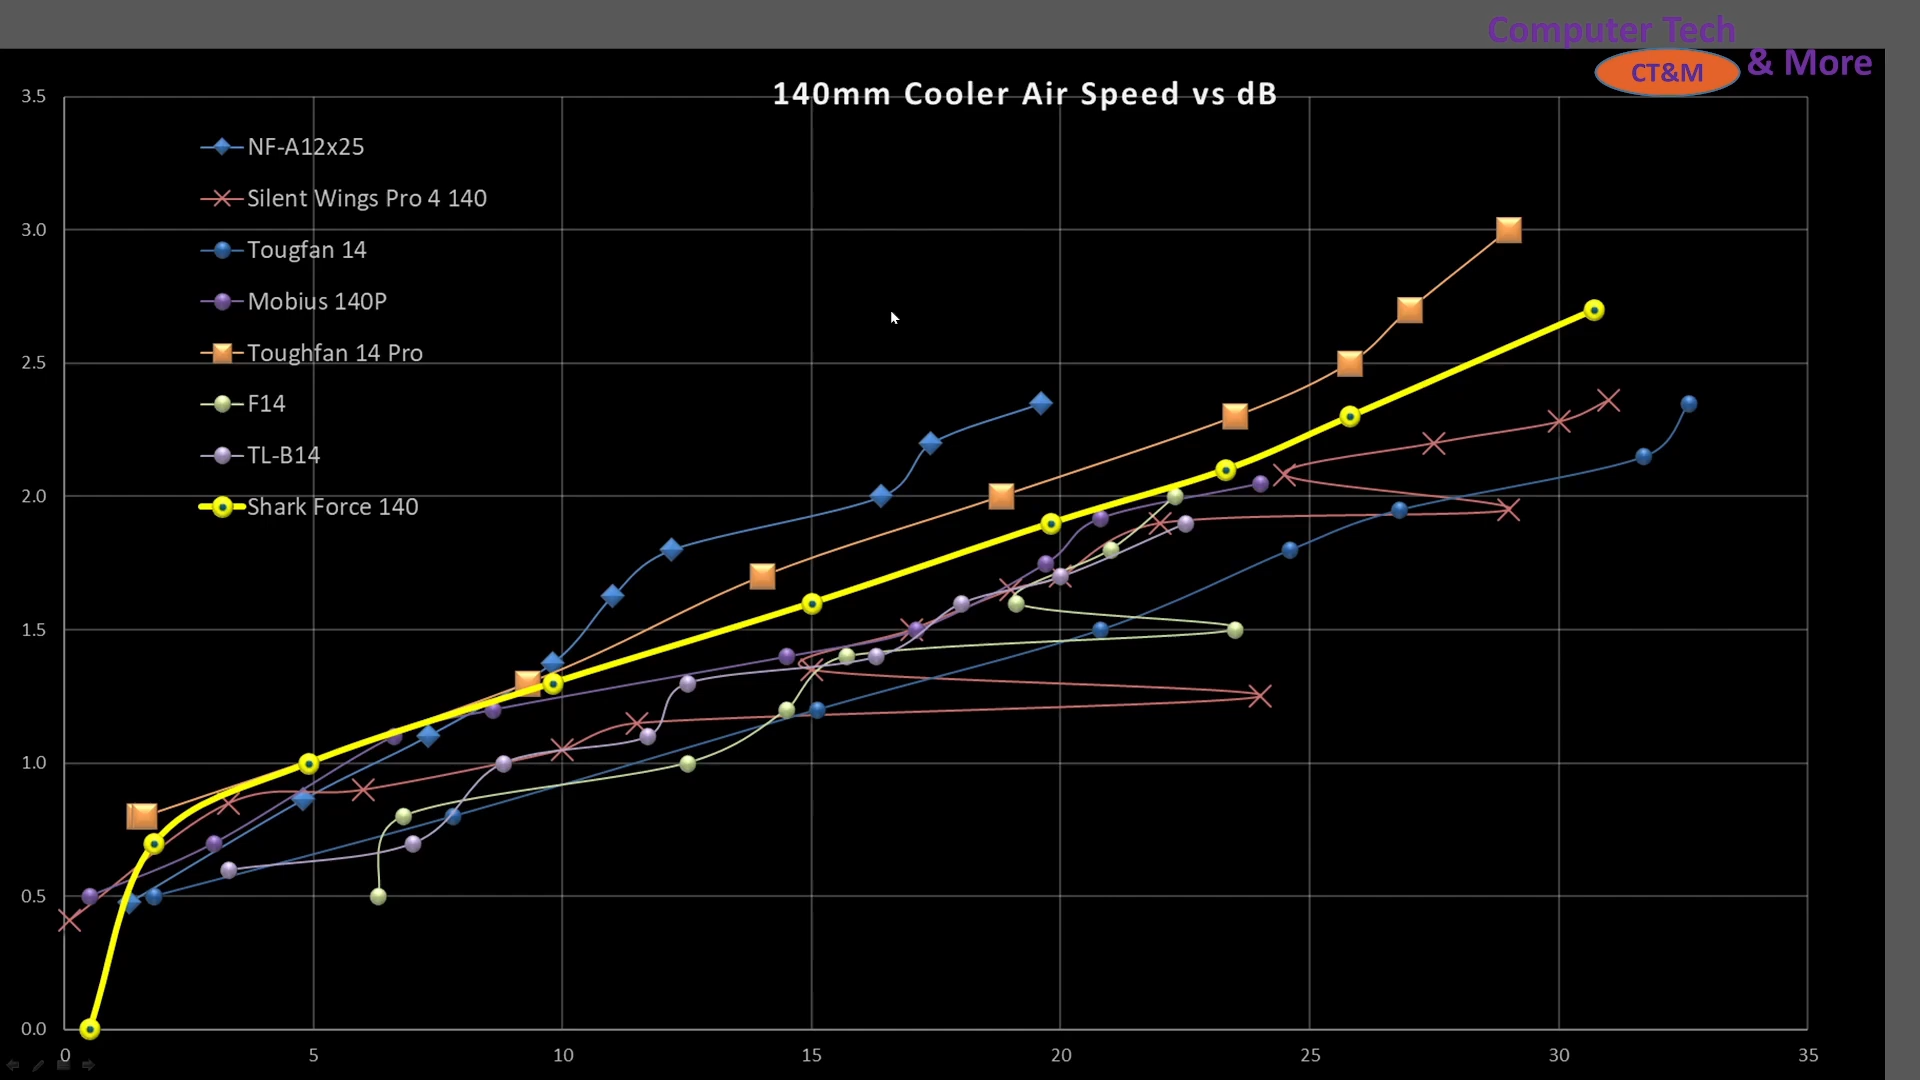 Computer Tech
CT&M
& More
140mm Cooler Air Speed vs dB
3.5
3.0
2.5
2.0
1.5
1.0
0.5
0.0
NF-A12x25
Silent Wings Pro 4 140
Tougfan 14
Mobius 140P
Toughfan 14 Pro
F14
TL-B14
Shark Force 140
0 5 10 15 20 25 30 35